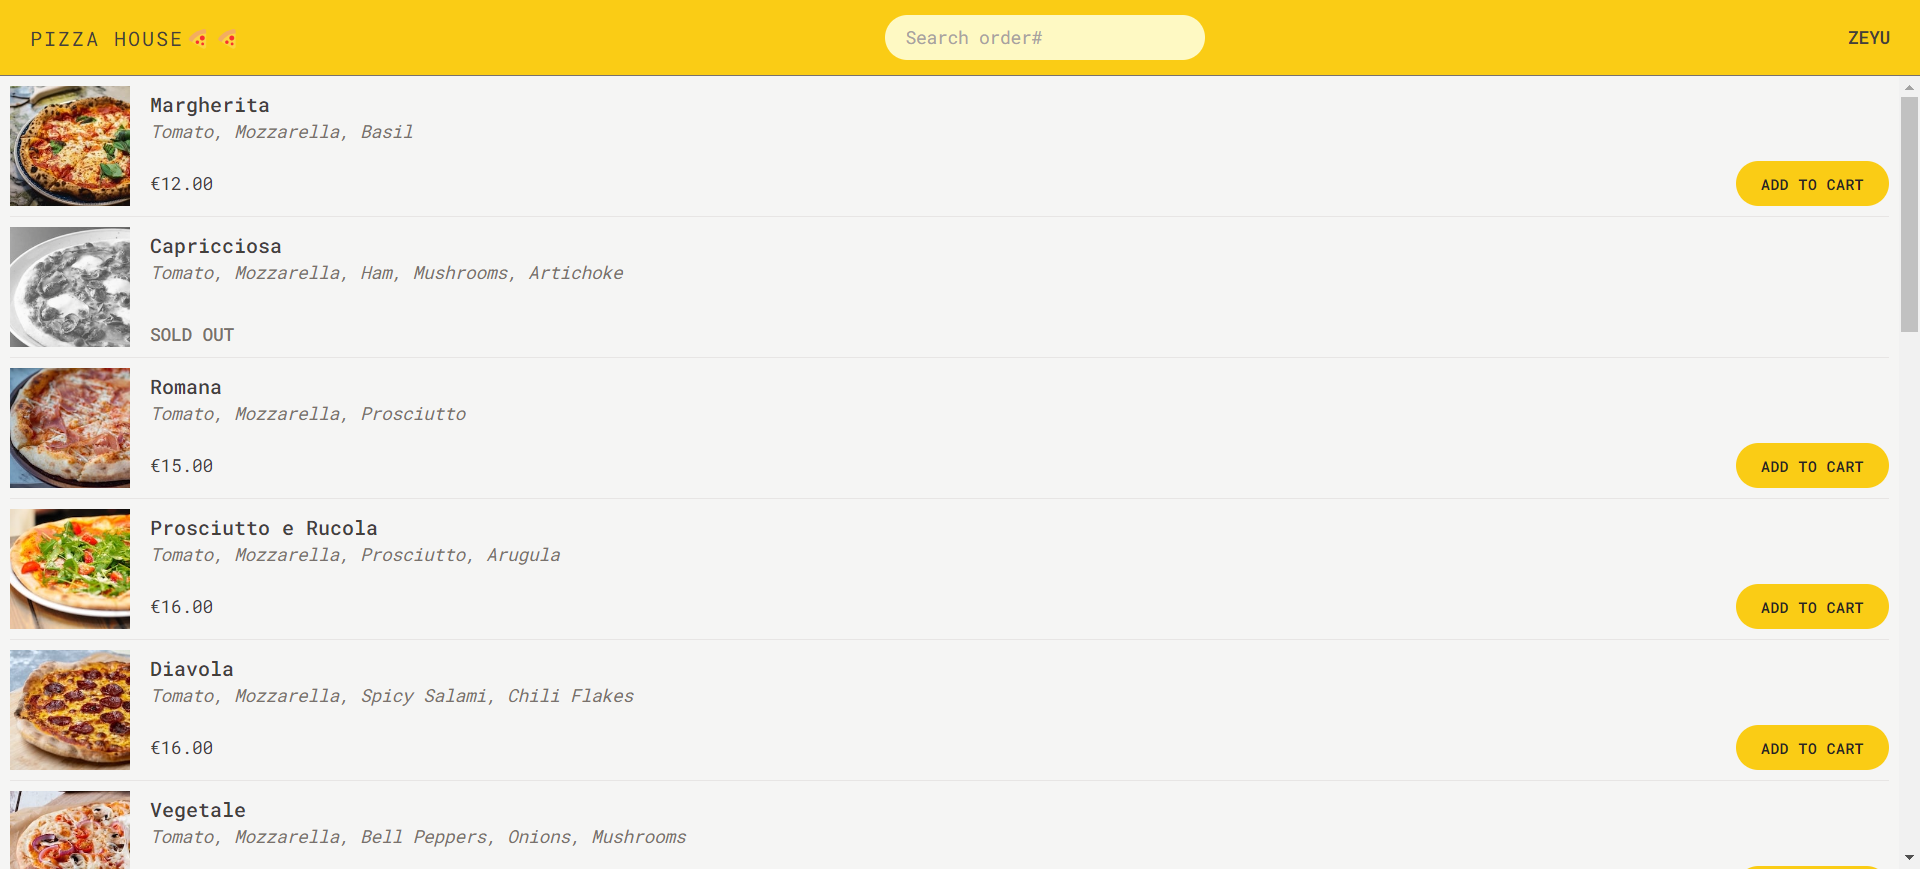 PIZZA HOUSE🍕 🍕
Search order#
ZEYU
Margherita
Tomato, Mozzarella, Basil
€12.00
ADD TO CART
Capricciosa
Tomato, Mozzarella, Ham, Mushrooms, Artichoke
SOLD OUT
Romana
Tomato, Mozzarella, Prosciutto
€15.00
ADD TO CART
Prosciutto e Rucola
Tomato, Mozzarella, Prosciutto, Arugula
€16.00
ADD TO CART
Diavola
Tomato, Mozzarella, Spicy Salami, Chili Flakes
€16.00
ADD TO CART
Vegetale
Tomato, Mozzarella, Bell Peppers, Onions, Mushrooms